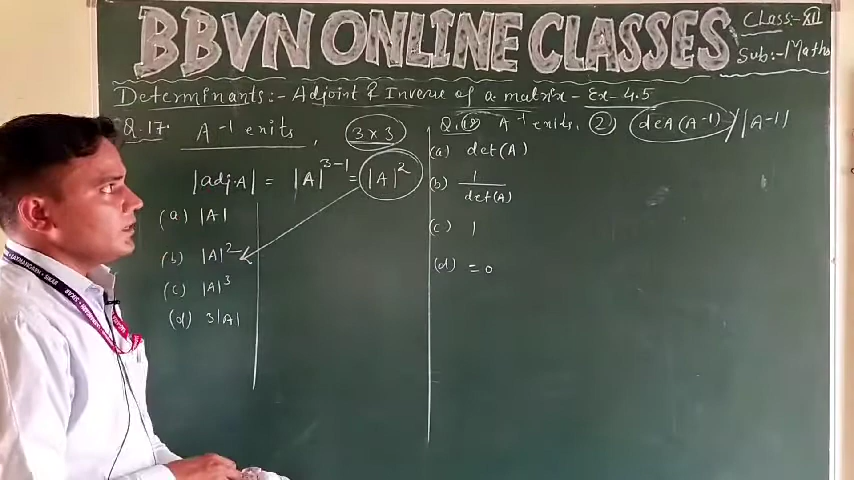 BBVN ONLINE CLASSES
Class:-XII
Sub:-Maths
Determinants:- Adjoint & Inverse of a matrix - Ex-4.5
Q.17. A⁻¹ exits, 3×3
|adj.A| = |A|³⁻¹ = |A|²
(a) |A|
(b) |A|²
(c) |A|³
(d) 3|A|
Q.18 A⁻¹ exits, 2 deA(A⁻¹) |A⁻¹|
(a) det(A)
(b) 1/det(A)
(c) 1
(d) = 0